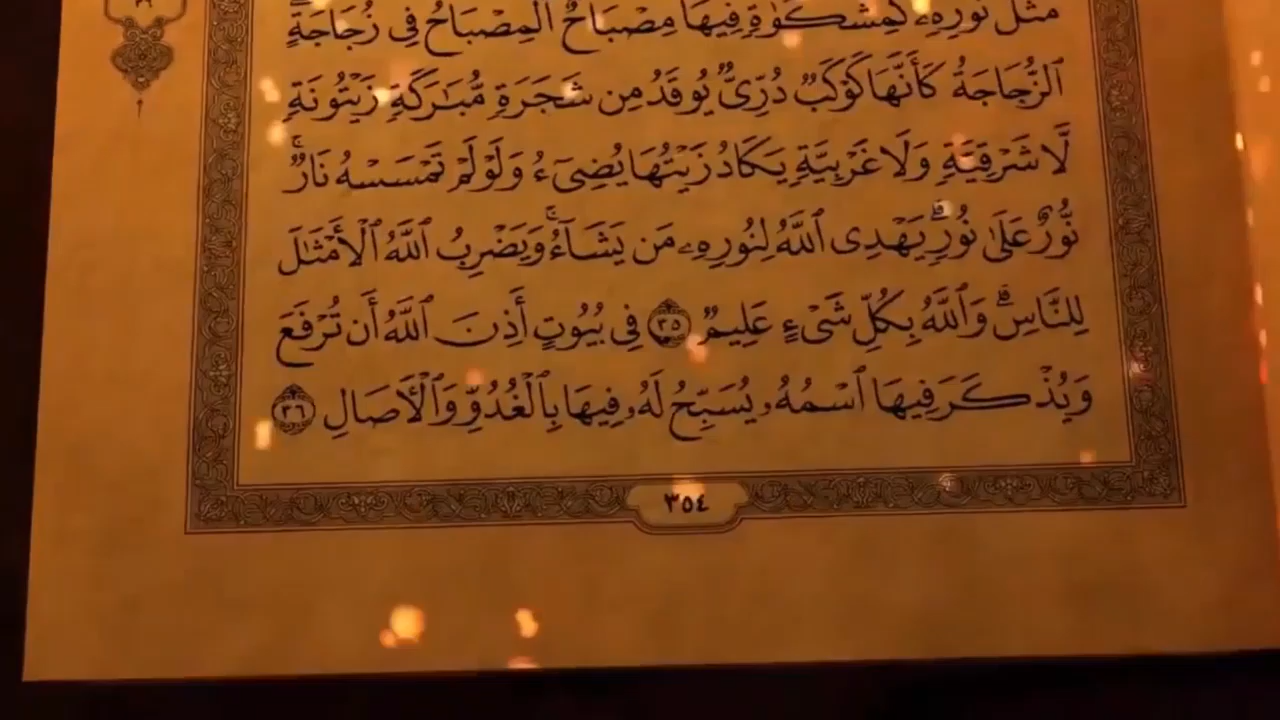 مَثَلُ نُورِهِۦ كَمِشْكَوٰةٍ فِيهَا مِصْبَاحٌ ٱلْمِصْبَاحُ فِى زُجَاجَةٍ
ٱلزُّجَاجَةُ كَأَنَّهَا كَوْكَبٌ دُرِّىٌّ يُوقَدُ مِن شَجَرَةٍ مُّبَٰرَكَةٍ زَيْتُونَةٍ
لَّا شَرْقِيَّةٍ وَلَا غَرْبِيَّةٍ يَكَادُ زَيْتُهَا يُضِىٓءُ وَلَوْ لَمْ تَمْسَسْهُ نَارٌ ۚ
نُّورٌ عَلَىٰ نُورٍ ۗ يَهْدِى ٱللَّهُ لِنُورِهِۦ مَن يَشَآءُ ۚ وَيَضْرِبُ ٱللَّهُ ٱلْأَمْثَٰلَ
لِلنَّاسِ ۗ وَٱللَّهُ بِكُلِّ شَىْءٍ عَلِيمٌ ٣٥ فِى بُيُوتٍ أَذِنَ ٱللَّهُ أَن تُرْفَعَ
وَيُذْكَرَ فِيهَا ٱسْمُهُۥ يُسَبِّحُ لَهُۥ فِيهَا بِٱلْغُدُوِّ وَٱلْءَاصَالِ ٣٦
٣٥٤